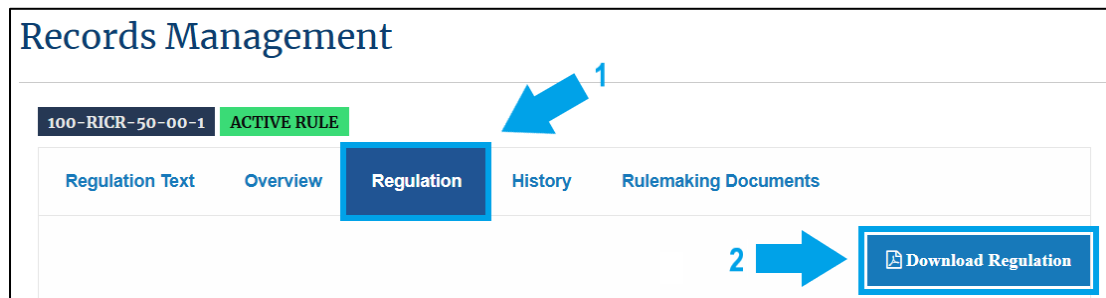 Records Management
1
100-RICR-50-00-1 ACTIVE RULE
Regulation Text Overview Regulation History Rulemaking Documents
2 Download Regulation